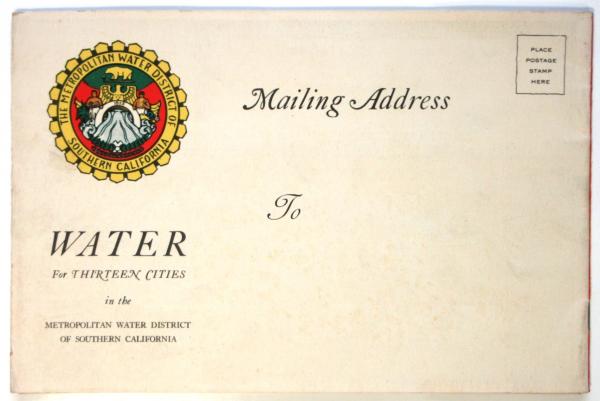 THE METROPOLITAN WATER DISTRICT OF
SOUTHERN CALIFORNIA
PLACE
POSTAGE
STAMP
HERE
Mailing Address
To
WATER
For THIRTEEN CITIES
in the
METROPOLITAN WATER DISTRICT
OF SOUTHERN CALIFORNIA